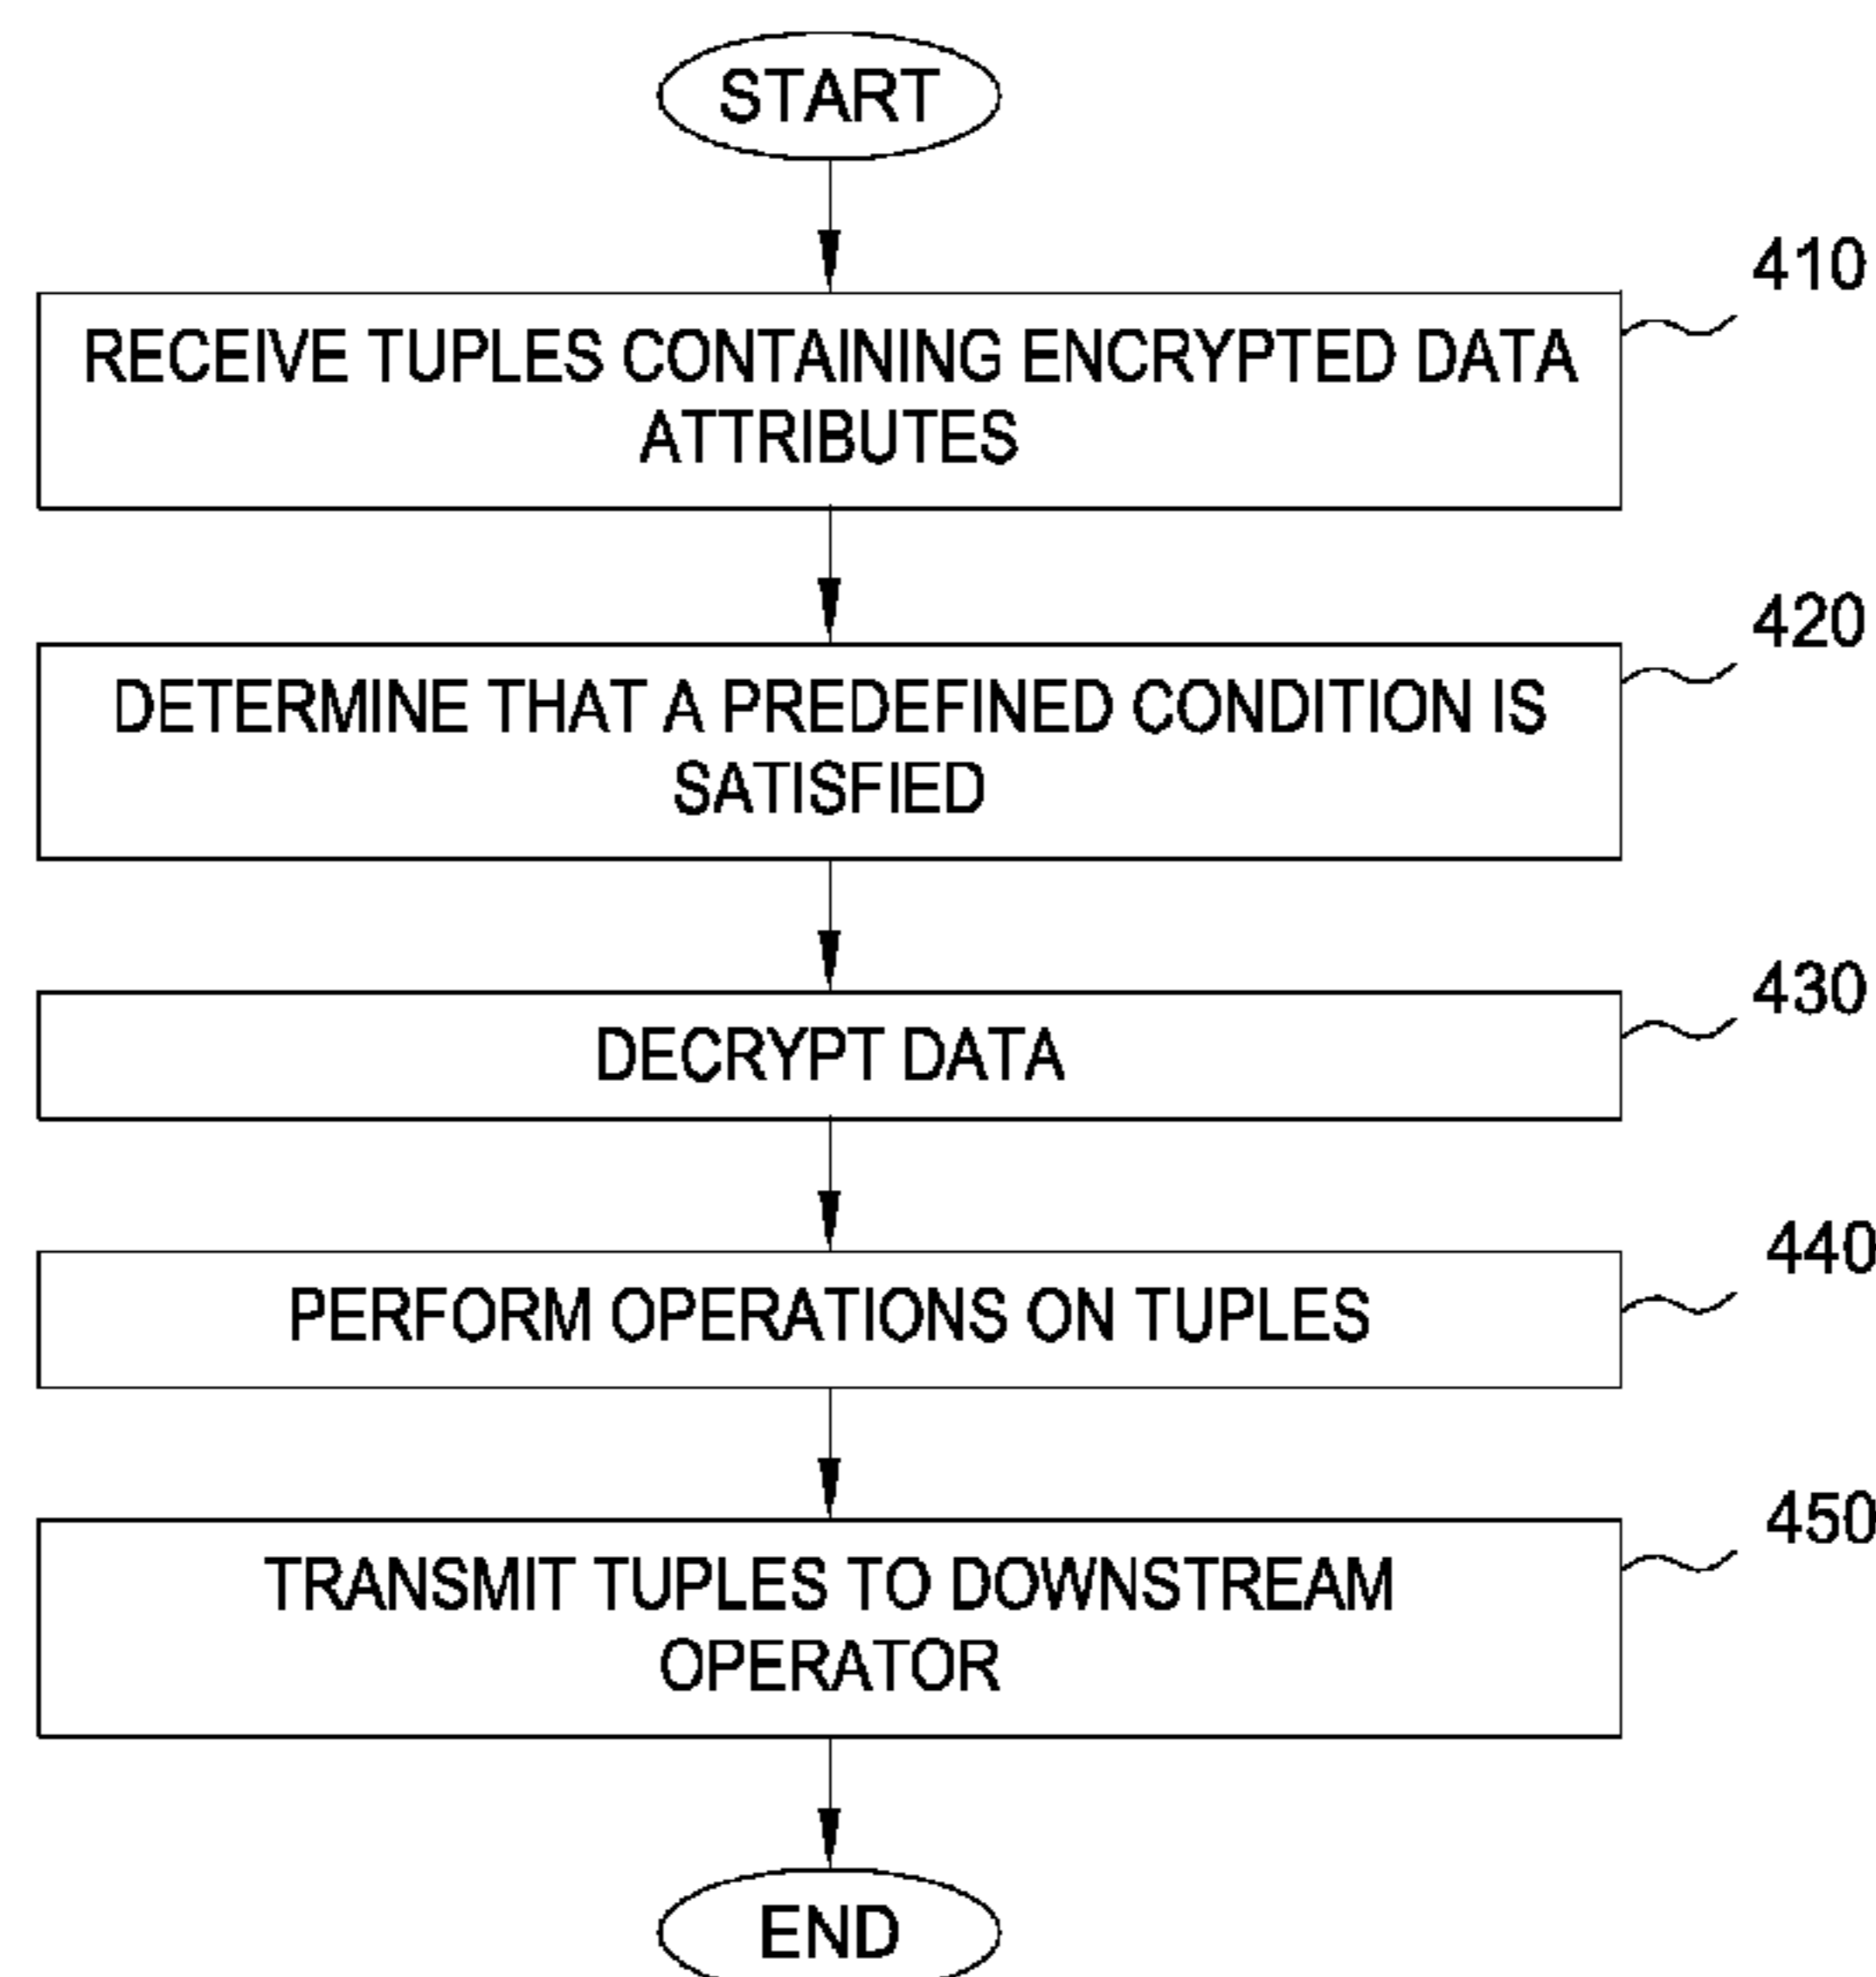 START
410
RECEIVE TUPLES CONTAINING ENCRYPTED DATA
ATTRIBUTES
420
DETERMINE THAT A PREDEFINED CONDITION IS
SATISFIED
430
DECRYPT DATA
440
PERFORM OPERATIONS ON TUPLES
450
TRANSMIT TUPLES TO DOWNSTREAM
OPERATOR
END